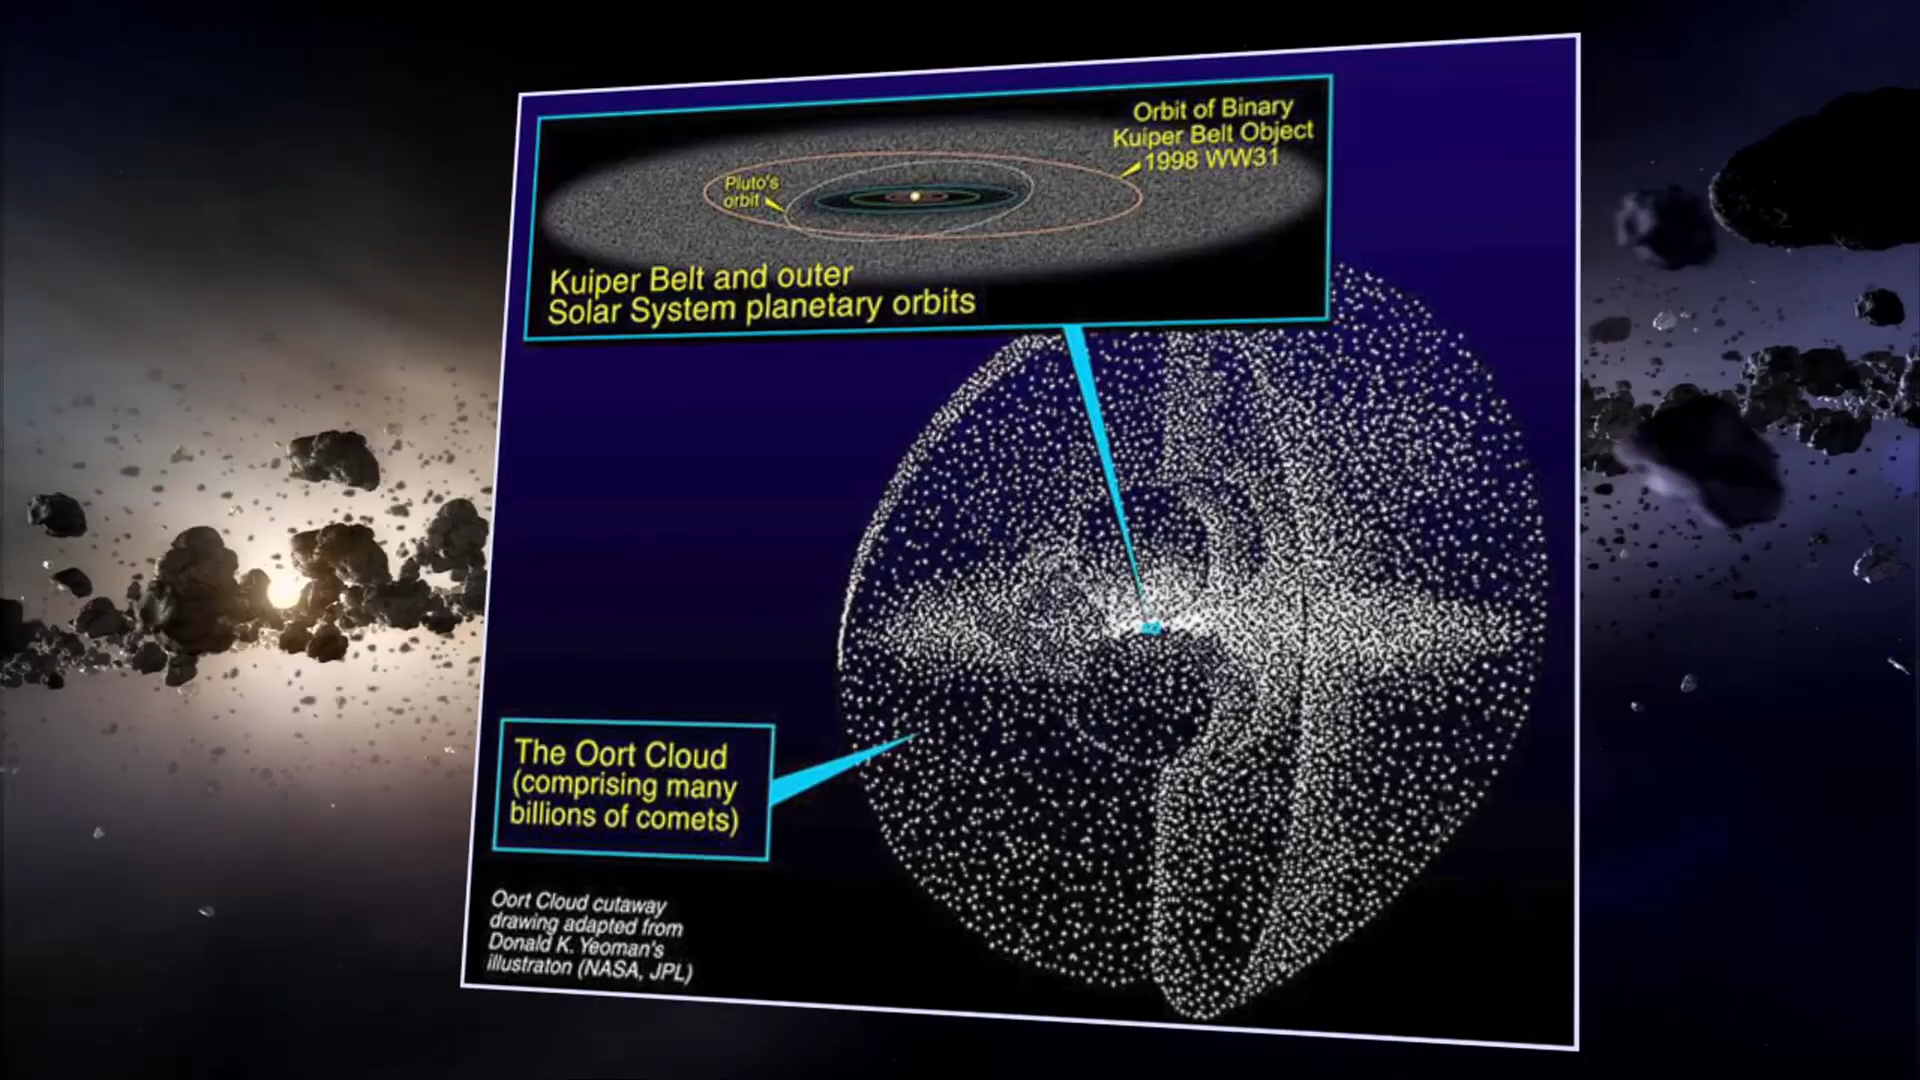 Orbit of Binary
Kuiper Belt Object
1998 WW31
Pluto's
orbit
Kuiper Belt and outer
Solar System planetary orbits
The Oort Cloud
(comprising many
billions of comets)
Oort Cloud cutaway
drawing adapted from
Donald K. Yeoman's
illustraton (NASA, JPL)